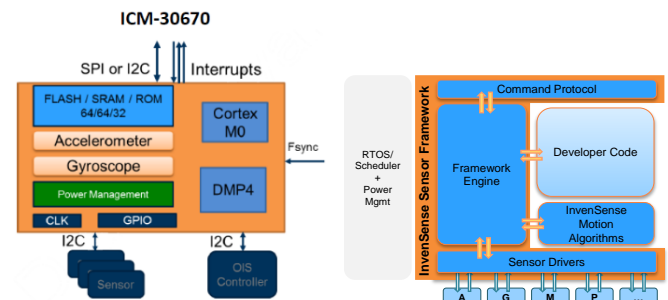 ICM-30670
SPI or I2C
Interrupts
FLASH / SRAM / ROM
64/64/32
Cortex
M0
Accelerometer
Gyroscope
Power Management
DMP4
CLK
GPIO
Fsync
I2C
I2C
Sensor
OIS
Controller
RTOS/
Scheduler
+
Power
Mgmt
InvenSense Sensor Framework
Command Protocol
Framework
Engine
Developer Code
InvenSense
Motion
Algorithms
Sensor Drivers
A
G
M
P
...